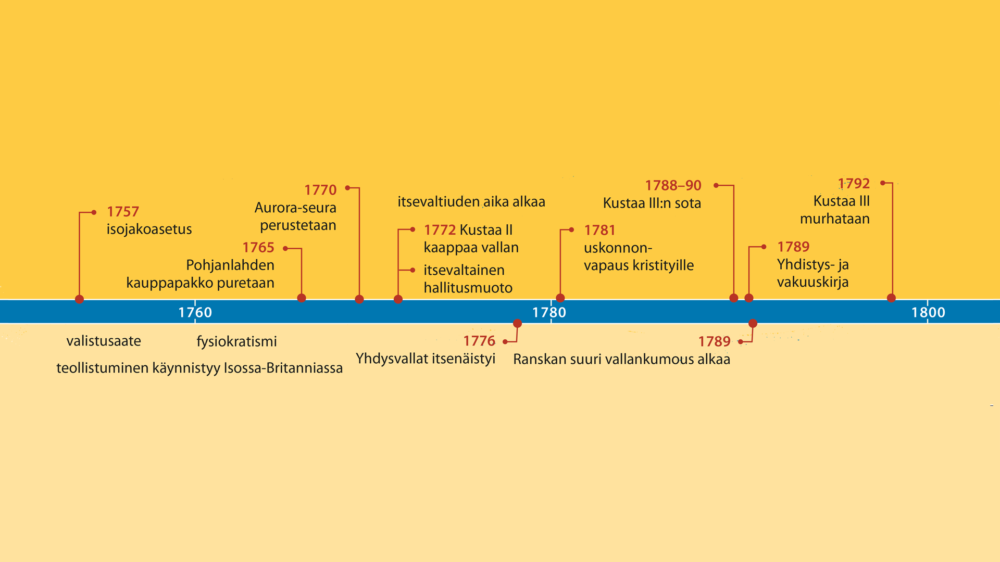 1757
isojakoasetus
1765
Pohjanlahden
kauppapakko puretaan
1770
Aurora-seura
perustetaan
itsevaltiuden aika alkaa
1772 Kustaa II
kaappaa vallan
itsevaltainen
hallitusmuoto
1781
uskonnon-
vapaus kristityille
1788–90
Kustaa III:n sota
1789
Yhdistys- ja
vakuuskirja
1792
Kustaa III
murhataan
1760
1780
1800
valistusaate
fysiokratismi
teollistuminen käynnistyy Isossa-Britanniassa
1776
Yhdysvallat itsenäistyi
1789
Ranskan suuri vallankumous alkaa